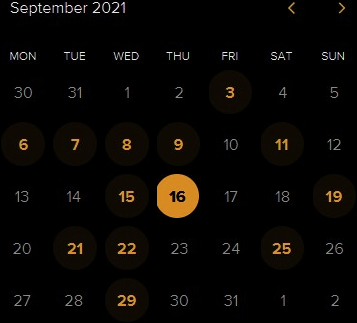 September 2021
MON TUE WED THU FRI SAT SUN
30 31 1 2 3 4 5
6 7 8 9 10 11 12
13 14 15 16 17 18 19
20 21 22 23 24 25 26
27 28 29 30 31 1 2